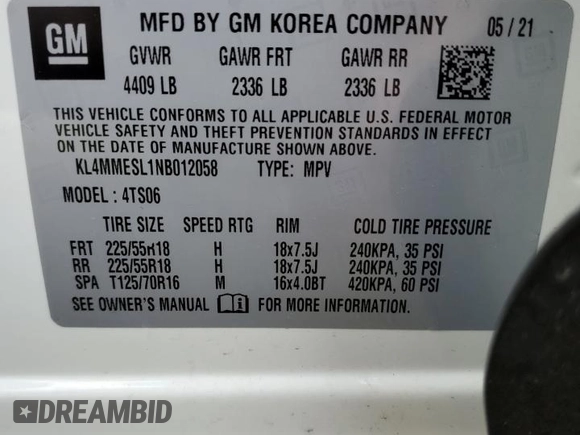 GM
MFD BY GM KOREA COMPANY 05/21
GVWR GAWR FRT GAWR RR
4409 LB 2336 LB 2336 LB
THIS VEHICLE CONFORMS TO ALL APPLICABLE U.S. FEDERAL MOTOR
VEHICLE SAFETY AND THEFT PREVENTION STANDARDS IN EFFECT
ON THE DATE OF MANUFACTURE SHOWN ABOVE.
KL4MMESL1NB012058 TYPE: MPV
MODEL: 4TS06
TIRE SIZE SPEED RTG RIM COLD TIRE PRESSURE
FRT 225/55R18 H 18x7.5J 240KPA, 35 PSI
RR 225/55R18 H 18x7.5J 240KPA, 35 PSI
SPA T125/70R16 M 16x4.0BT 420KPA, 60 PSI
SEE OWNER'S MANUAL FOR MORE INFORMATION
DREAMBID